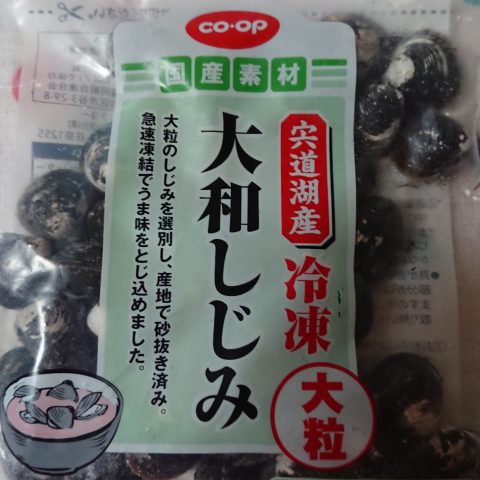 co·op
国産素材
宍道湖産
冷凍
大和しじみ
大粒のしじみを選別し、産地で砂抜き済み。
急速凍結でうま味をとじ込めました。
大粒